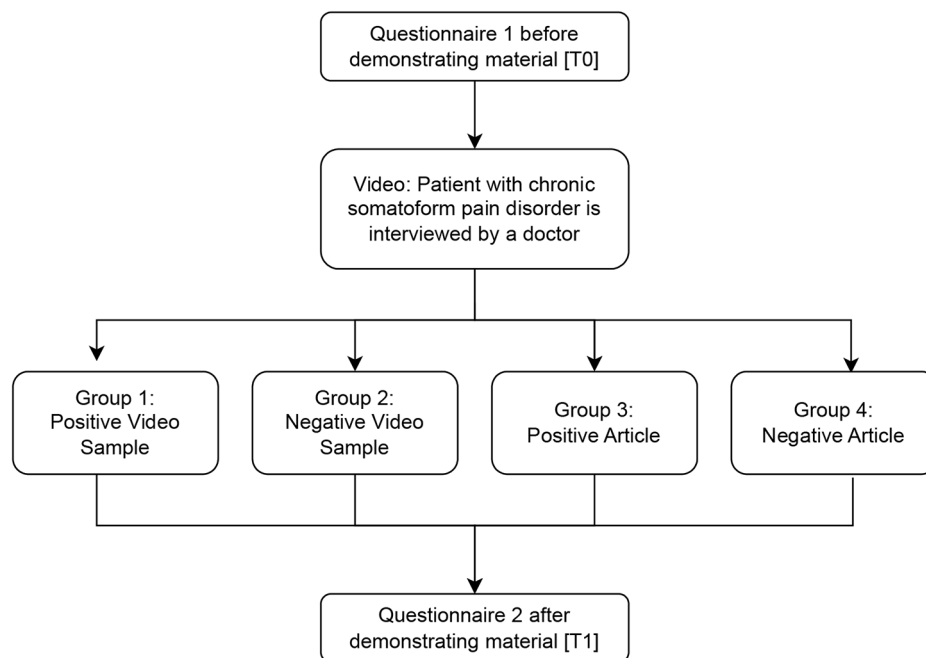 Questionnaire 1 before
demonstrating material [T0]
Video: Patient with chronic
somatoform pain disorder is
interviewed by a doctor
Group 1:
Positive Video
Sample
Group 2:
Negative Video
Sample
Group 3:
Positive Article
Group 4:
Negative Article
Questionnaire 2 after
demonstrating material [T1]